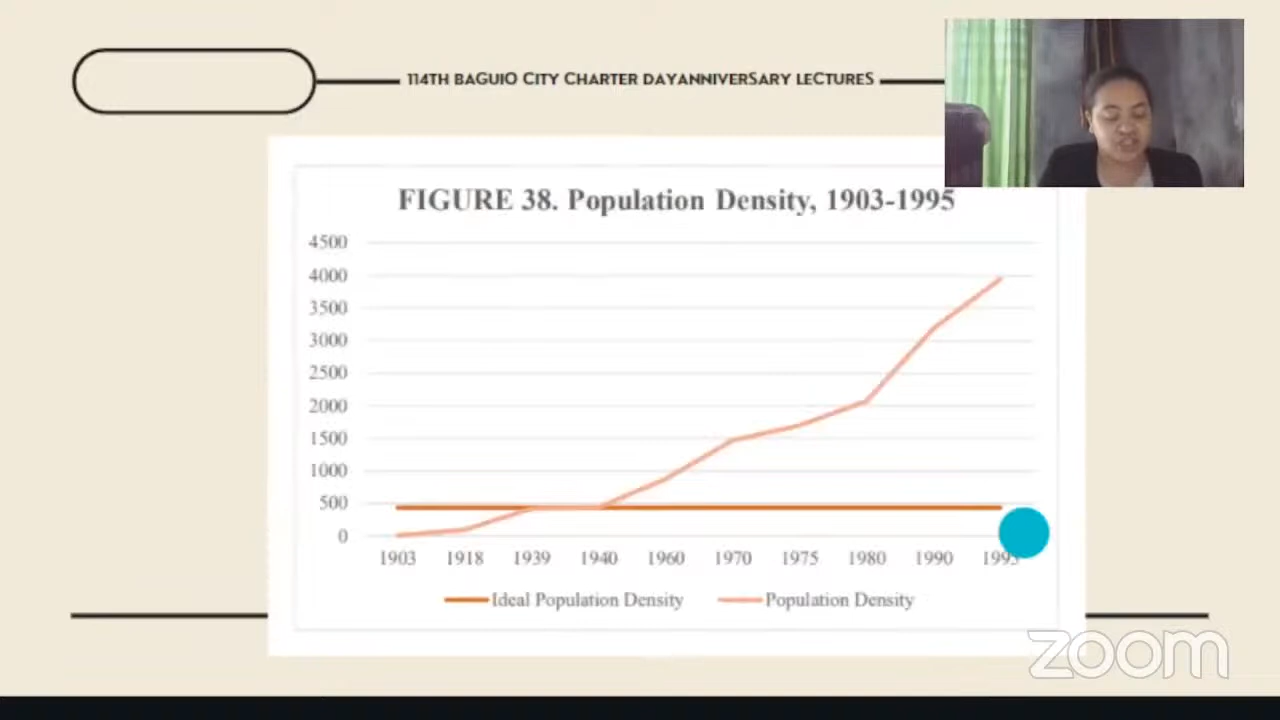 114TH BAGUIO CITY CHARTER DAYANNIVERSARY LECTURES
FIGURE 38. Population Density, 1903-1995
4500
4000
3500
3000
2500
2000
1500
1000
500
0
1903 1918 1939 1940 1960 1970 1975 1980 1990 1995
Ideal Population Density Population Density
zoom